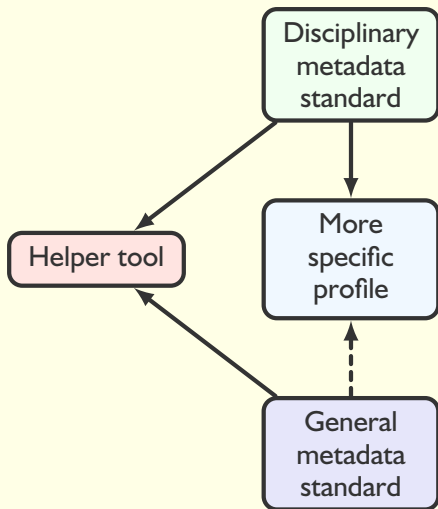 Disciplinary
metadata
standard
Helper tool
More
specific
profile
General
metadata
standard